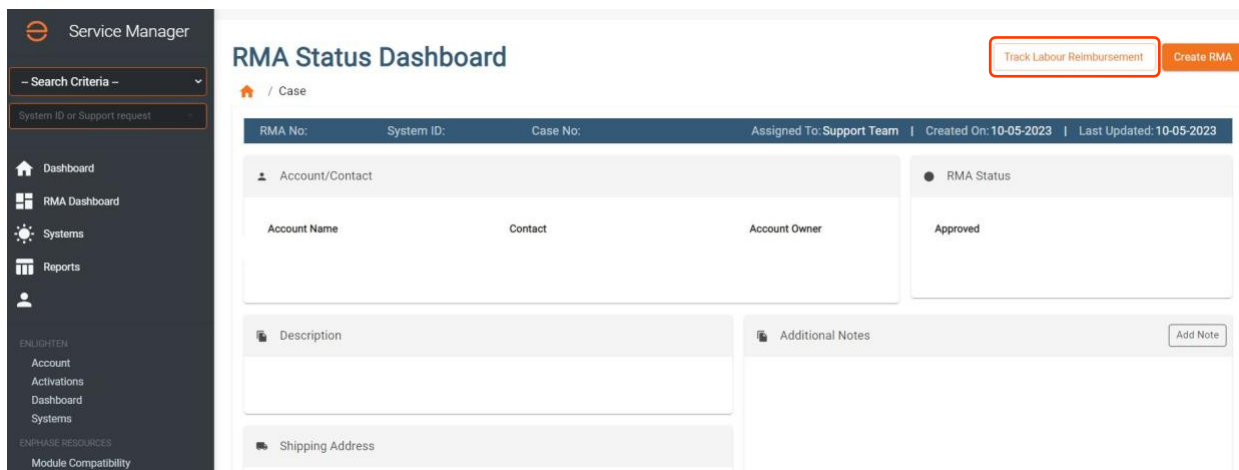 Service Manager
– Search Criteria –
System ID or Support request
Dashboard
RMA Dashboard
Systems
Reports
ENLIGHTEN
Account
Activations
Dashboard
Systems
ENPHASE RESOURCES
Module Compatibility
RMA Status Dashboard
Track Labour Reimbursement
Create RMA
/ Case
RMA No: System ID: Case No: Assigned To: Support Team | Created On: 10-05-2023 | Last Updated: 10-05-2023
Account/Contact
Account Name Contact Account Owner
RMA Status
Approved
Description
Additional Notes
Add Note
Shipping Address